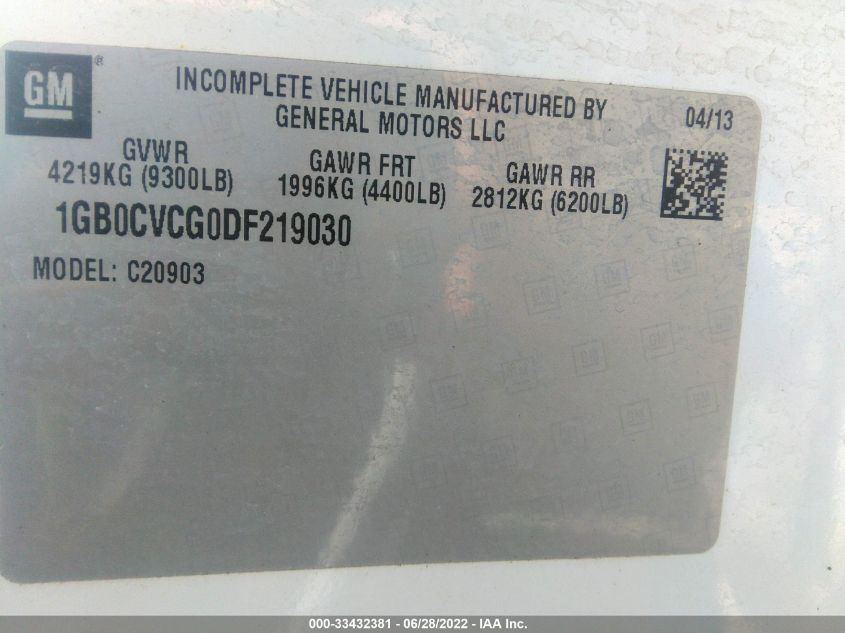 GM ®
INCOMPLETE VEHICLE MANUFACTURED BY
GENERAL MOTORS LLC
04/13
GVWR
4219KG (9300LB)
GAWR FRT
1996KG (4400LB)
GAWR RR
2812KG (6200LB)
1GB0CVCG0DF219030
MODEL: C20903
000-33432381 - 06/28/2022 - IAA Inc.